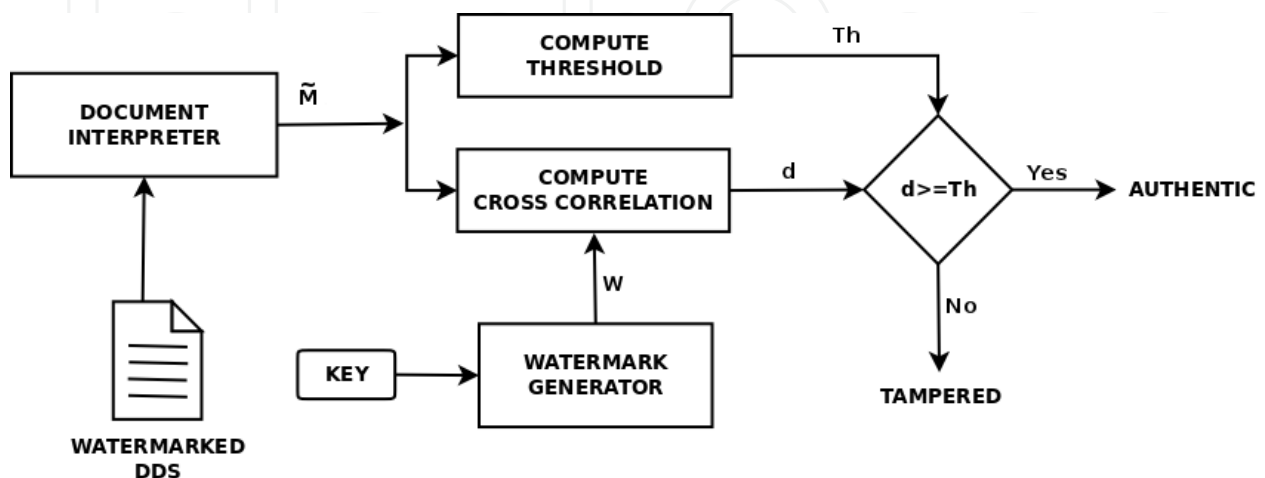 COMPUTE
THRESHOLD
Th
DOCUMENT
INTERPRETER
M̃
COMPUTE
CROSS CORRELATION
d
d>=Th
Yes
AUTHENTIC
W
No
KEY
WATERMARK
GENERATOR
TAMPERED
WATERMARKED
DDS